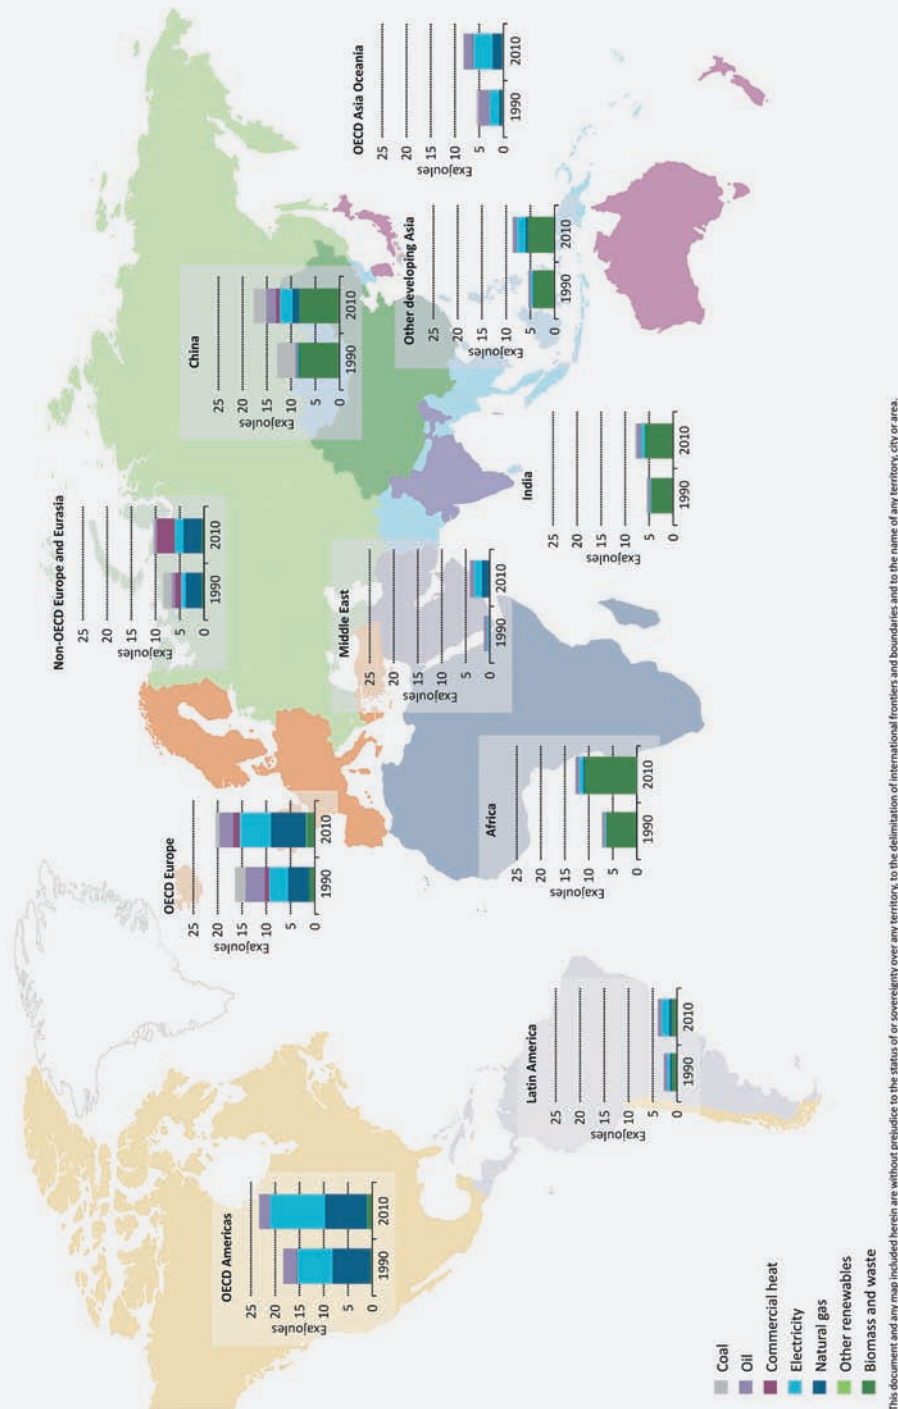 OECD Americas
Exajoules
25
20
15
10
5
0
1990
2010
OECD Europe
Exajoules
25
20
15
10
5
0
1990
2010
Non-OECD Europe and Eurasia
Exajoules
25
20
15
10
5
0
1990
2010
China
Exajoules
25
20
15
10
5
0
1990
2010
OECD Asia Oceania
Exajoules
25
20
15
10
5
0
1990
2010
Middle East
Exajoules
25
20
15
10
5
0
1990
2010
Other developing Asia
Exajoules
25
20
15
10
5
0
1990
2010
Latin America
Exajoules
25
20
15
10
5
0
1990
2010
Africa
Exajoules
25
20
15
10
5
0
1990
2010
India
Exajoules
25
20
15
10
5
0
1990
2010
Coal
Oil
Commercial heat
Electricity
Natural gas
Other renewables
Biomass and waste
This document and any map included herein are without prejudice to the status of or sovereignty over any territory, to the delimitation of international frontiers and boundaries and to the name of any territory, city or area.